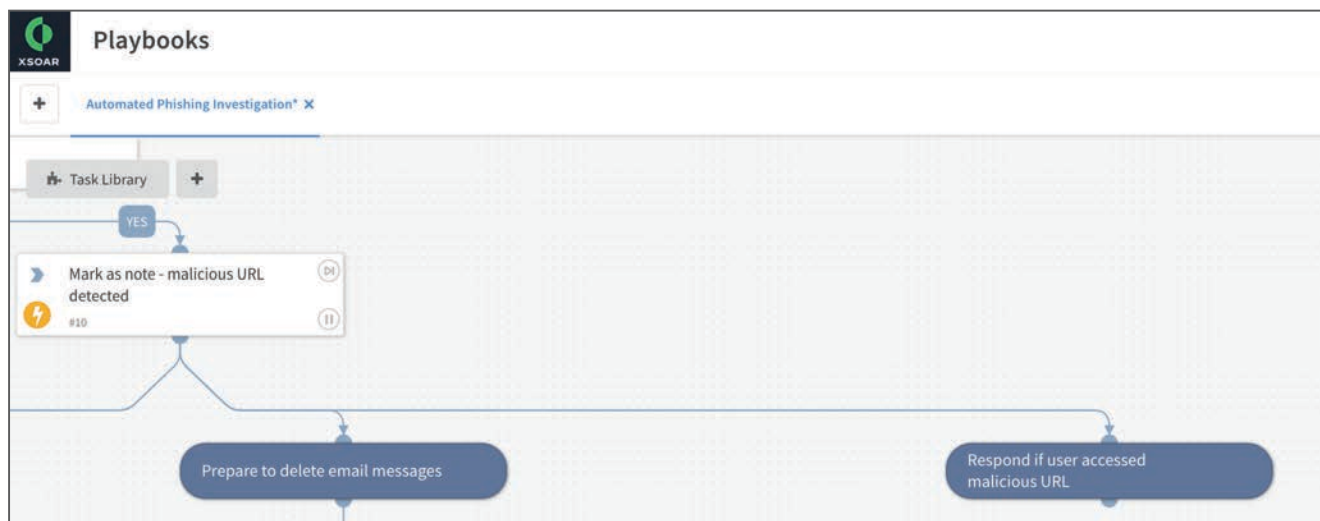 XSOAR
Playbooks
+
Automated Phishing Investigation* ×
Task Library +
YES
Mark as note - malicious URL
detected
#10
Prepare to delete email messages
Respond if user accessed
malicious URL